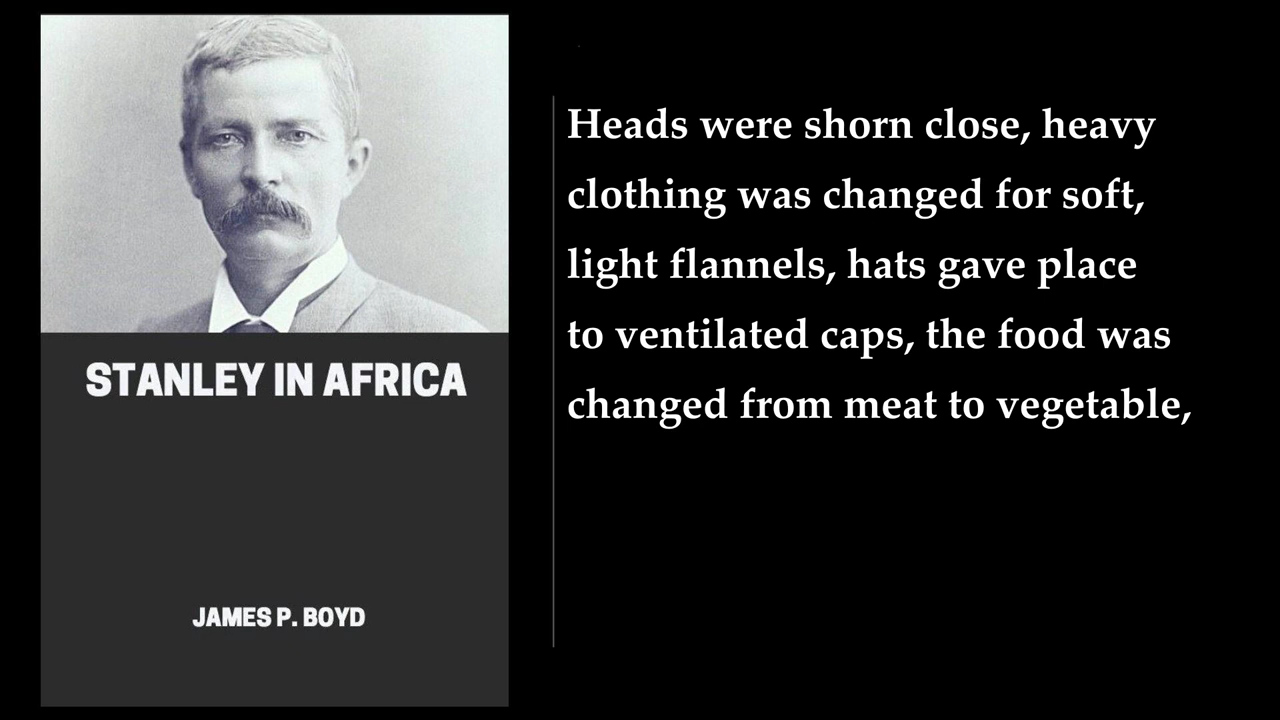 STANLEY IN AFRICA
JAMES P. BOYD
Heads were shorn close, heavy
clothing was changed for soft,
light flannels, hats gave place
to ventilated caps, the food was
changed from meat to vegetable,